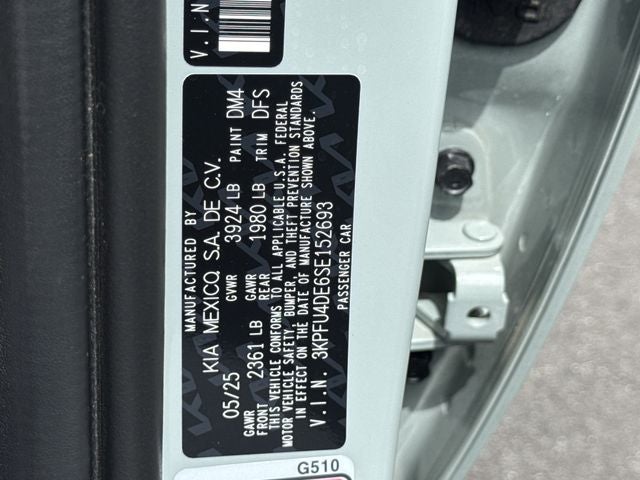 V.I.N
MANUFACTURED BY
KIA MEXICO, S.A. DE C.V.
05/25 GVWR 3924 LB PAINT DM4
GAWR FRONT 2361 LB GAWR REAR 1980 LB TRIM DFS
THIS VEHICLE CONFORMS TO ALL APPLICABLE U.S.A. FEDERAL
MOTOR VEHICLE SAFETY, BUMPER, AND THEFT PREVENTION STANDARDS
IN EFFECT ON THE DATE OF MANUFACTURE SHOWN ABOVE.
V.I.N. 3KPFU4DE6SE152693
PASSENGER CAR
G510